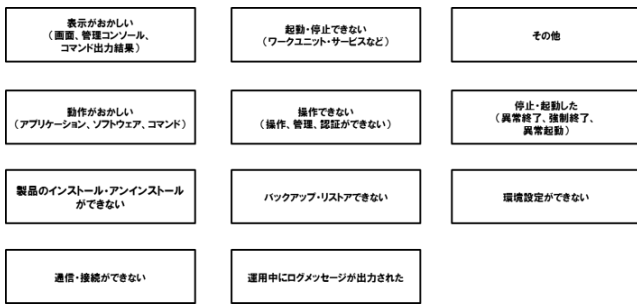 表示がおかしい
(画面、管理コンソール、
コマンド出力結果)
起動・停止できない
(ワークユニット・サービスなど)
その他
動作がおかしい
(アプリケーション、ソフトウェア、コマンド)
操作できない
(操作、管理、認証ができない)
停止・起動した
(異常終了、強制終了、
異常起動)
製品のインストール・アンインストール
ができない
バックアップ・リストアできない
環境設定ができない
通信・接続ができない
運用中にログメッセージが出力された